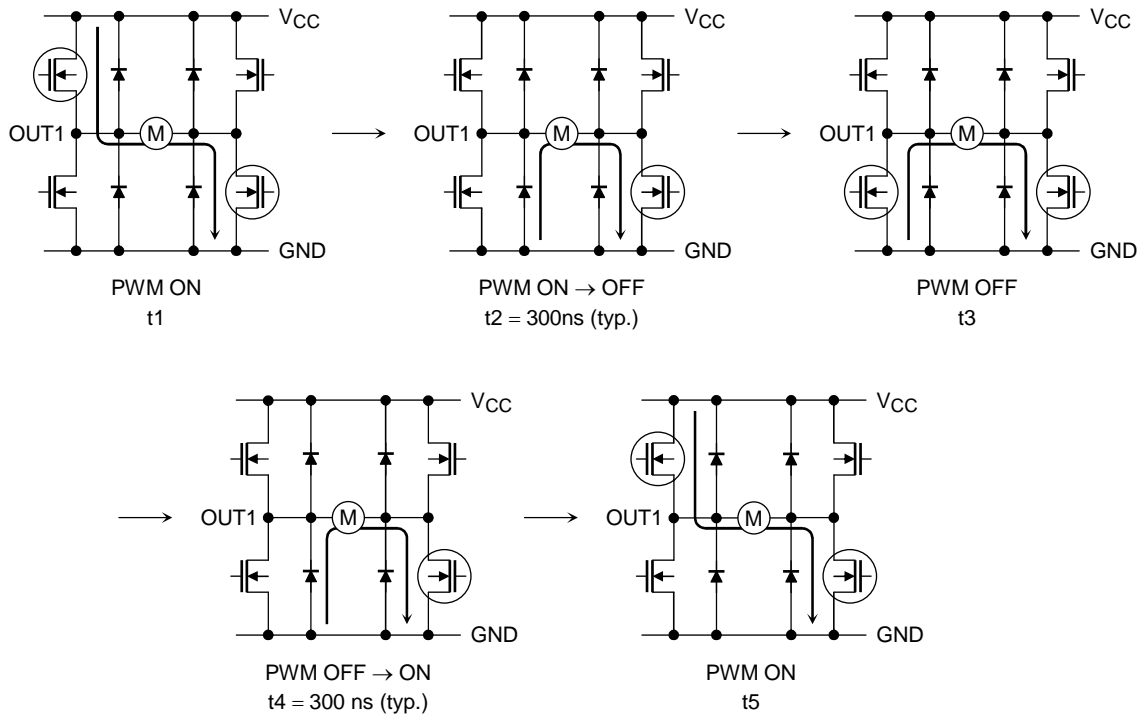 VCC
OUT1
M
GND
PWM ON
t1
VCC
OUT1
M
GND
PWM ON → OFF
t2 = 300ns (typ.)
VCC
OUT1
M
GND
PWM OFF
t3
VCC
OUT1
M
GND
PWM OFF → ON
t4 = 300 ns (typ.)
VCC
OUT1
M
GND
PWM ON
t5